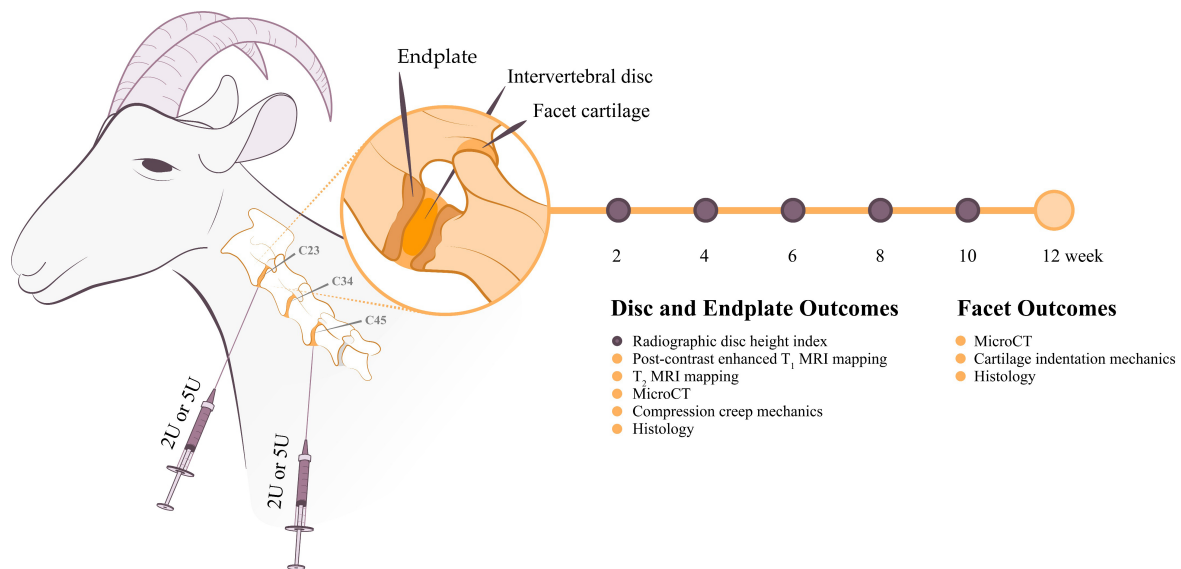 Endplate
Intervertebral disc
Facet cartilage
C23
C34
C45
2U or 5U
2U or 5U
2
4
6
8
10
12 week
Disc and Endplate Outcomes
Radiographic disc height index
Post-contrast enhanced T1 MRI mapping
T2 MRI mapping
MicroCT
Compression creep mechanics
Histology
Facet Outcomes
MicroCT
Cartilage indentation mechanics
Histology